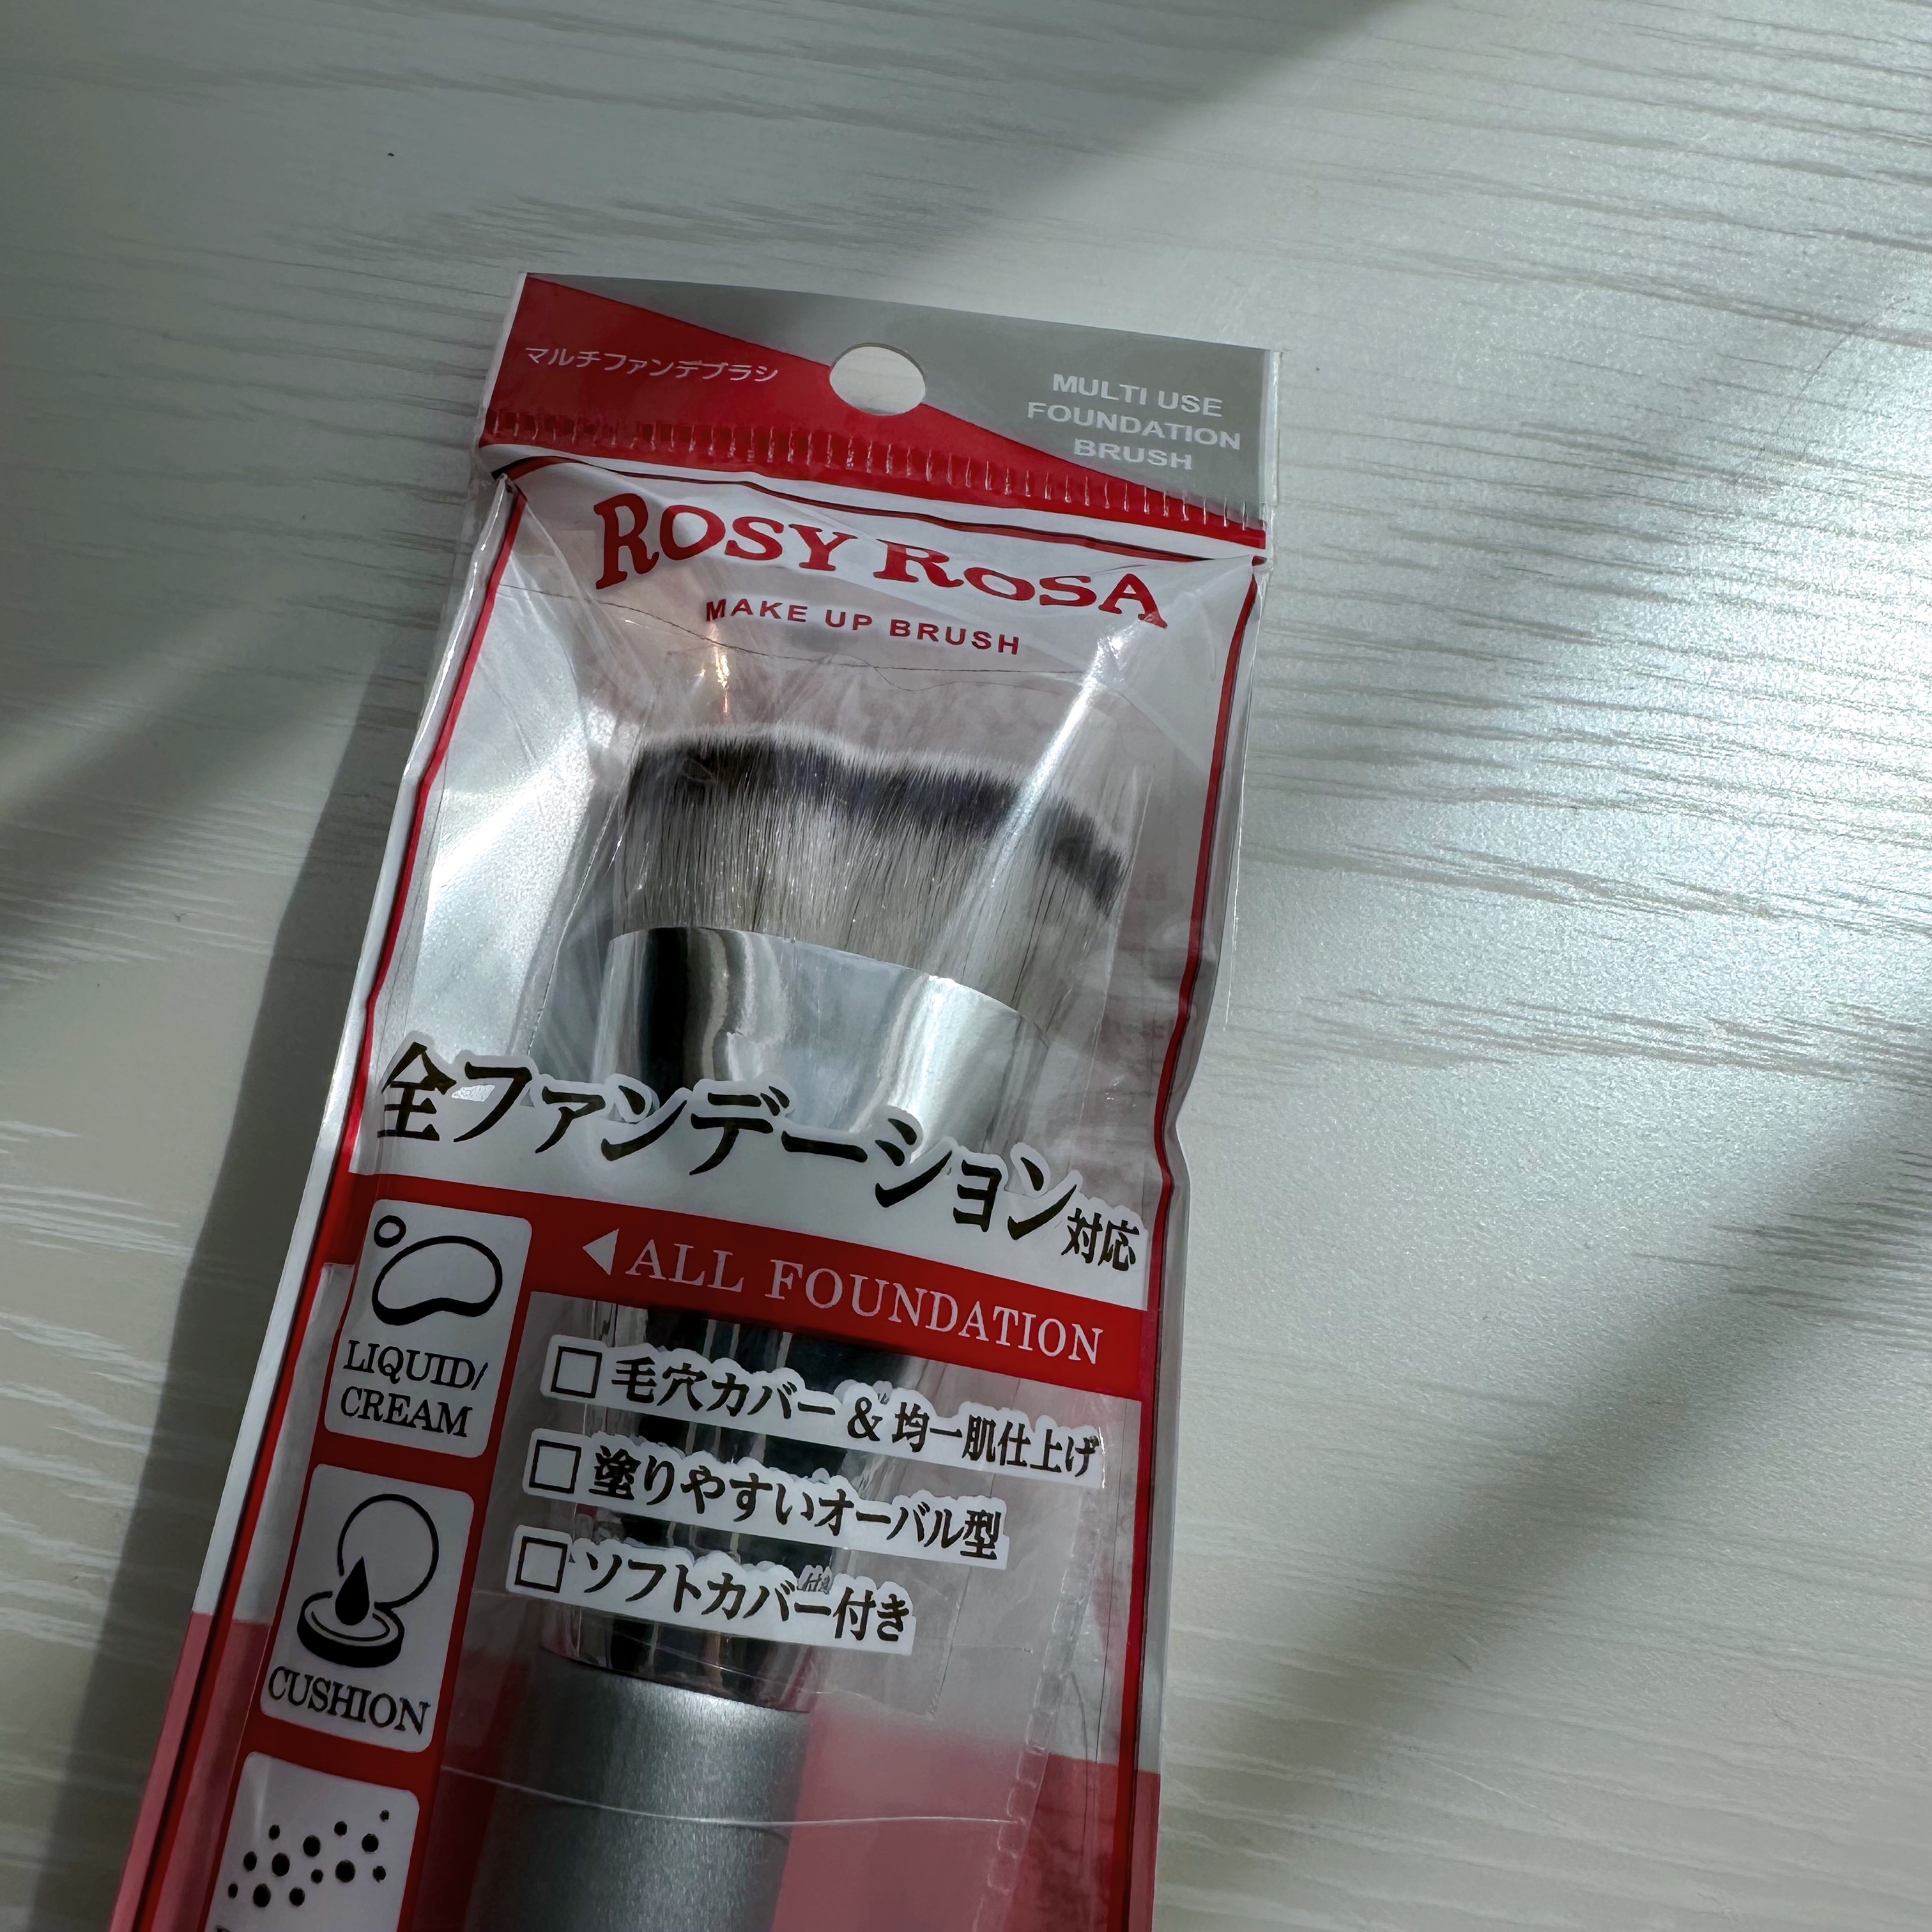 マルチファンデブラシ
MULTI USE
FOUNDATION
BRUSH
ROSY ROSA
MAKE UP BRUSH
全ファンデーション対応
◀ALL FOUNDATION
LIQUID/
CREAM
□ 毛穴カバー & 均一肌仕上げ
□ 塗りやすいオーバル型
□ ソフトカバー付き
CUSHION